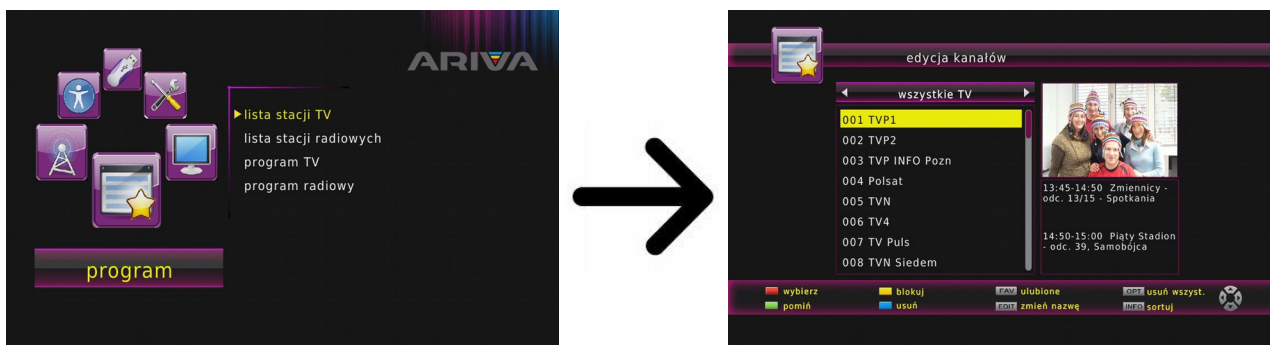 ARIVA
lista stacji TV
lista stacji radiowych
program TV
program radiowy
program
edycja kanałów
wszystkie TV
001 TVP1
002 TVP2
003 TVP INFO Pozn
004 Polsat
005 TVN
006 TV4
007 TV Puls
008 TVN Siedem
13:45-14:50 Zmiennicy -
odc. 13/15 - Spotkania
14:50-15:00 Piąty Stadion
- odc. 39, Samobójca
wybierz
blokuj
FAV ulubione
OPT usuń wszyst.
pomiń
usuń
EDIT zmień nazwę
INFO sortuj